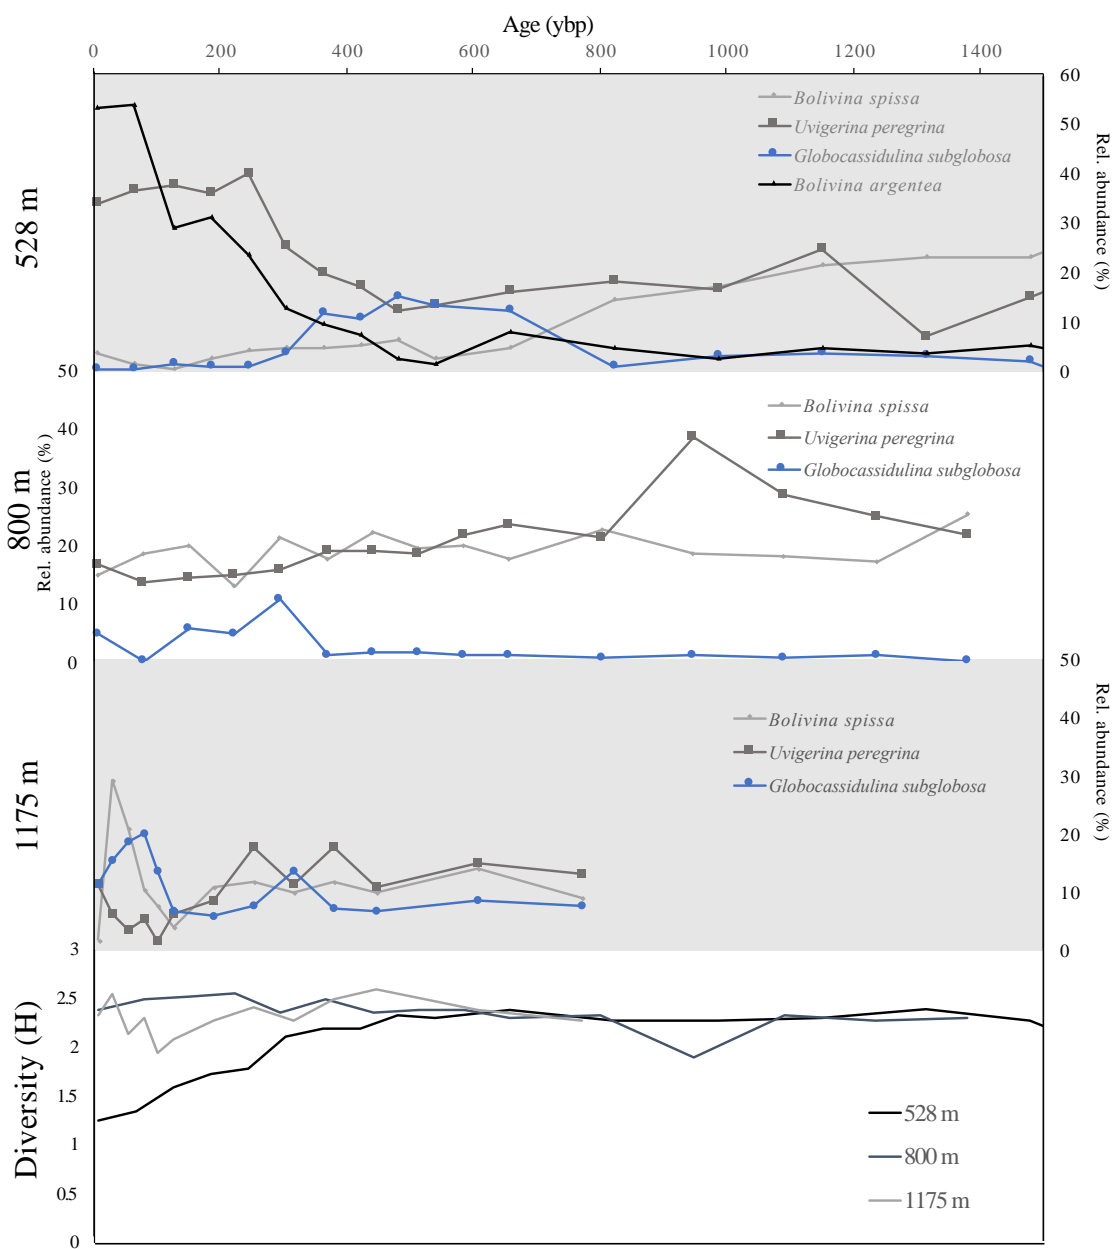 Age (ybp)
0 200 400 600 800 1000 1200 1400
528 m
Bolivina spissa
Uvigerina peregrina
Globocassidulina subglobosa
Bolivina argentea
60
50
40
30
20
10
0
Rel. abundance (%)
800 m
Rel. abundance (%)
50
40
30
20
10
0
Bolivina spissa
Uvigerina peregrina
Globocassidulina subglobosa
1175 m
Bolivina spissa
Uvigerina peregrina
Globocassidulina subglobosa
50
40
30
20
10
0
Rel. abundance (%)
Diversity (H)
3
2.5
2
1.5
1
0.5
0
528 m
800 m
1175 m